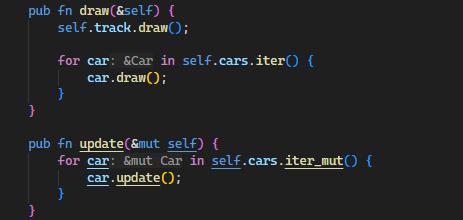 pub fn draw(&self) {
self.track.draw();
for car: &Car in self.cars.iter() {
car.draw();
}
}
pub fn update(&mut self) {
for car: &mut Car in self.cars.iter_mut() {
car.update();
}
}